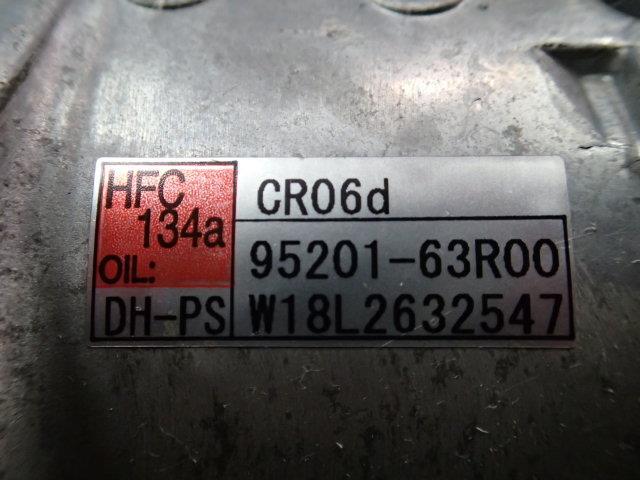 HFC
134a
OIL:
DH-PS
CR06d
95201-63R00
W18L2632547